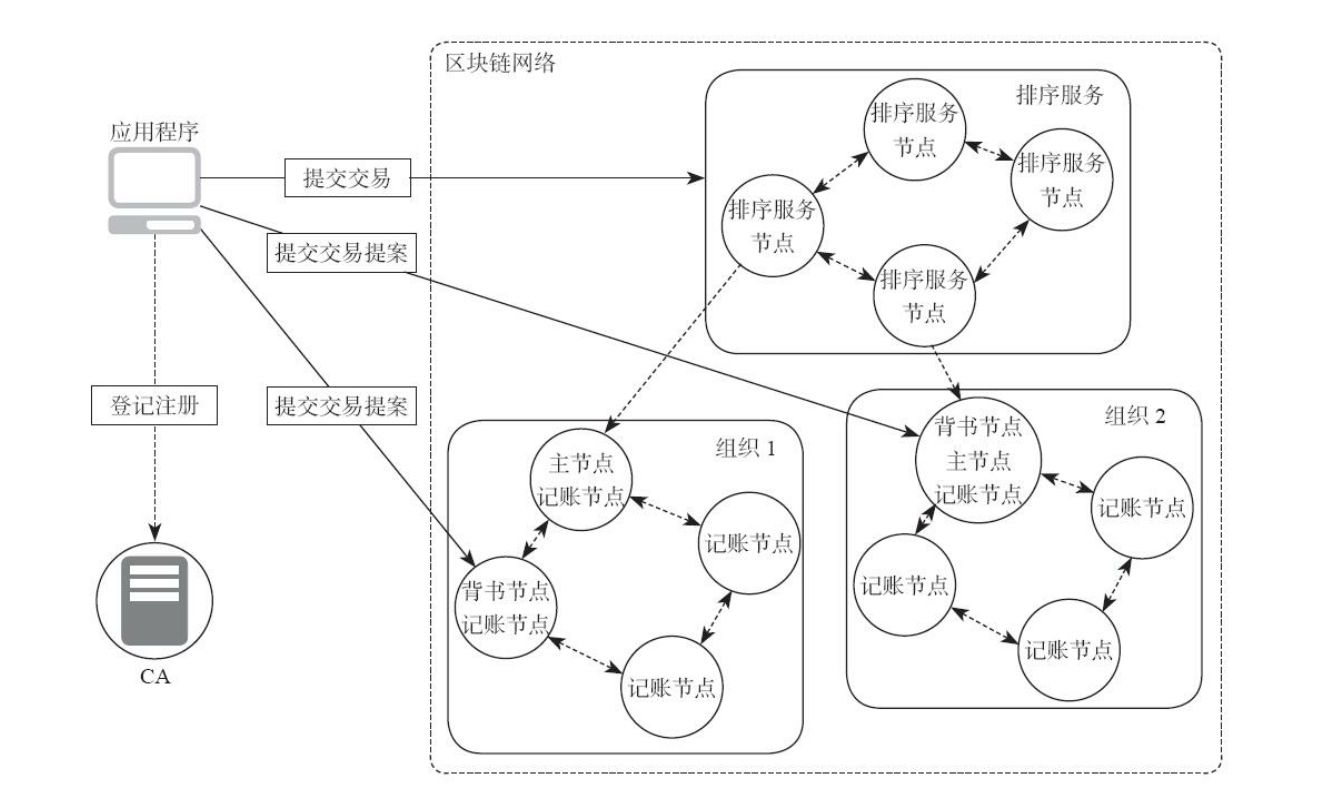 区块链网络
排序服务
应用程序
排序服务
节点
排序服务
节点
提交交易
排序服务
节点
提交交易提案
排序服务
节点
登记注册
提交交易提案
组织 1
主节点
记账节点
记账节点
背书节点
记账节点
记账节点
组织 2
背书节点
主节点
记账节点
记账节点
记账节点
记账节点
CA